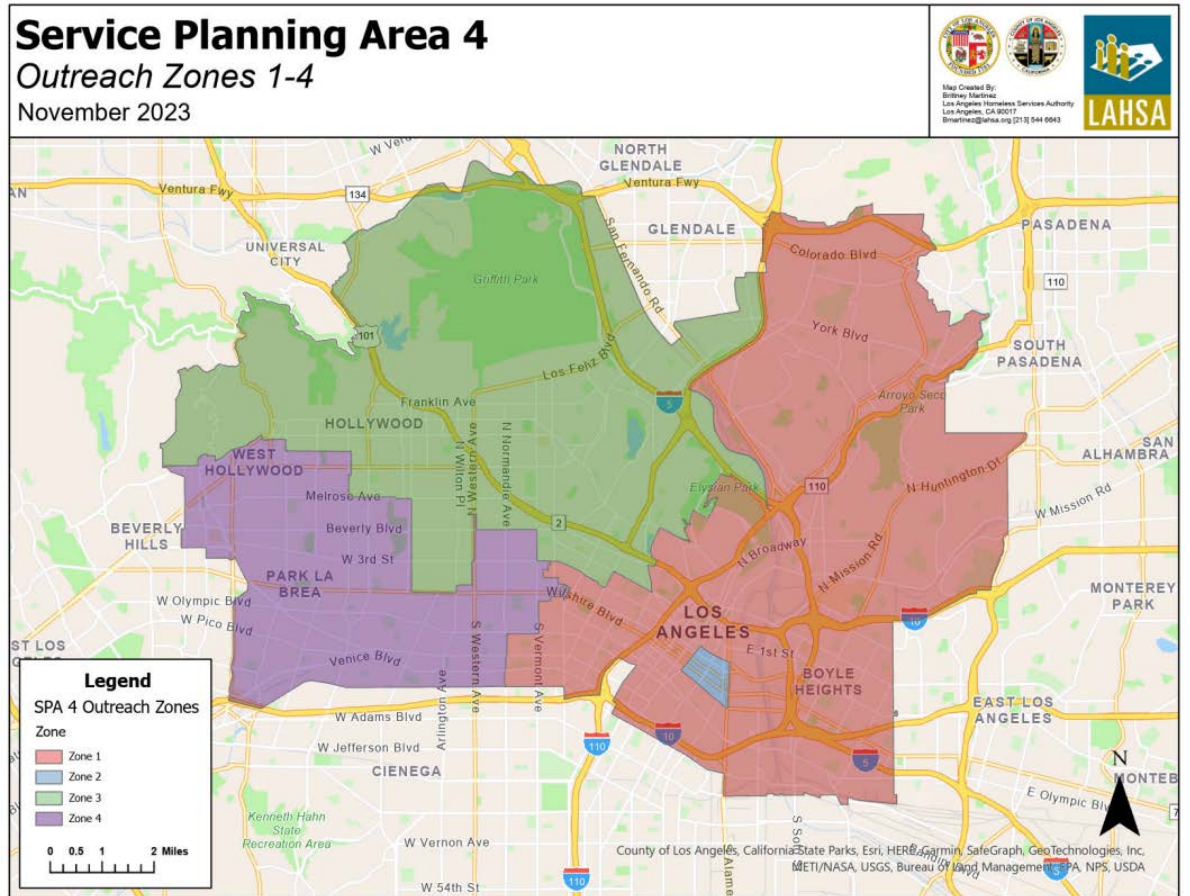 Service Planning Area 4
Outreach Zones 1-4
November 2023
Map Created By:
Brittney Martinez
Los Angeles Homeless Services Authority
Los Angeles, CA 90017
Bmartinez@lahsa.org [213] 544 6643
LAHSA
NORTH
GLENDALE
Ventura Fwy
134
Ventura Fwy
UNIVERSAL
CITY
GLENDALE
San Fernando Rd
PASADENA
Colorado Blvd
Griffith Park
110
101
York Blvd
SOUTH
PASADENA
Los Feliz Blvd
5
Franklin Ave
HOLLYWOOD
Arroyo Seco
Park
N Wilton Pl
N Western Ave
N Normandie Ave
WEST
HOLLYWOOD
SAN
ALHAMBRA
N Huntington Dr
Elysian Park
110
Melrose Ave
W Mission Rd
BEVERLY
HILLS
Beverly Blvd
2
W 3rd St
N Broadway
N Mission Rd
PARK LA
BREA
MONTEREY
PARK
W Olympic Blvd
Wilshire Blvd
W Pico Blvd
LOS
ANGELES
10
E 1st St
Venice Blvd
S Western Ave
S Vermont Ave
BOYLE
HEIGHTS
EAST LOS
ANGELES
W Adams Blvd
Arlington Ave
10
W Jefferson Blvd
110
5
CIENEGA
N
E Olympic Blv
Kenneth Hahn
State
Recreation Area
W Vernon Ave
W 54th St
110
5
Legend
SPA 4 Outreach Zones
Zone
Zone 1
Zone 2
Zone 3
Zone 4
0 0.5 1 2 Miles
County of Los Angeles, California State Parks, Esri, HERE, Garmin, SafeGraph, GeoTechnologies, Inc,
METI/NASA, USGS, Bureau of Land Management, EPA, NPS, USDA